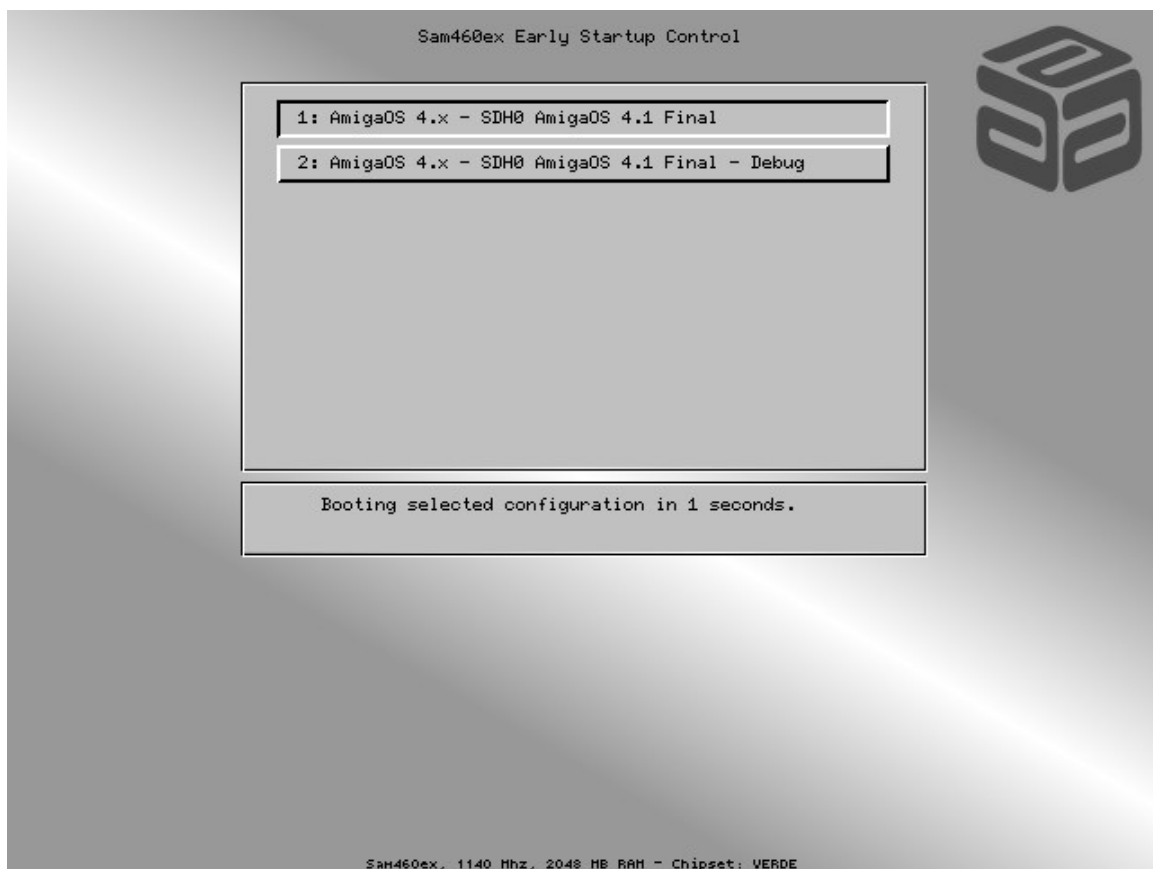 Sam460ex Early Startup Control
1: AmigaOS 4.x - SDH0 AmigaOS 4.1 Final
2: AmigaOS 4.x - SDH0 AmigaOS 4.1 Final - Debug
Booting selected configuration in 1 seconds.
Sam460ex, 1140 Mhz, 2048 MB RAM - Chipset: VERDE